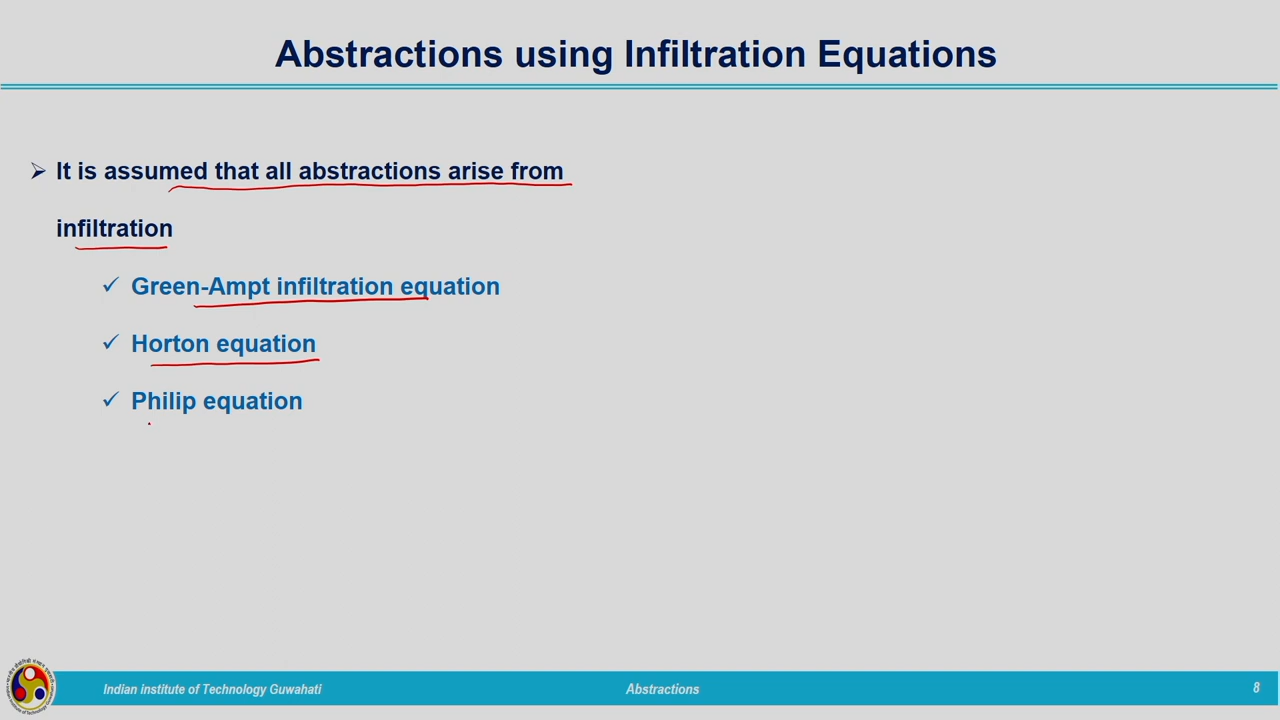 Abstractions using Infiltration Equations
It is assumed that all abstractions arise from
infiltration
Green-Ampt infiltration equation
Horton equation
Philip equation
Indian institute of Technology Guwahati
Abstractions
8